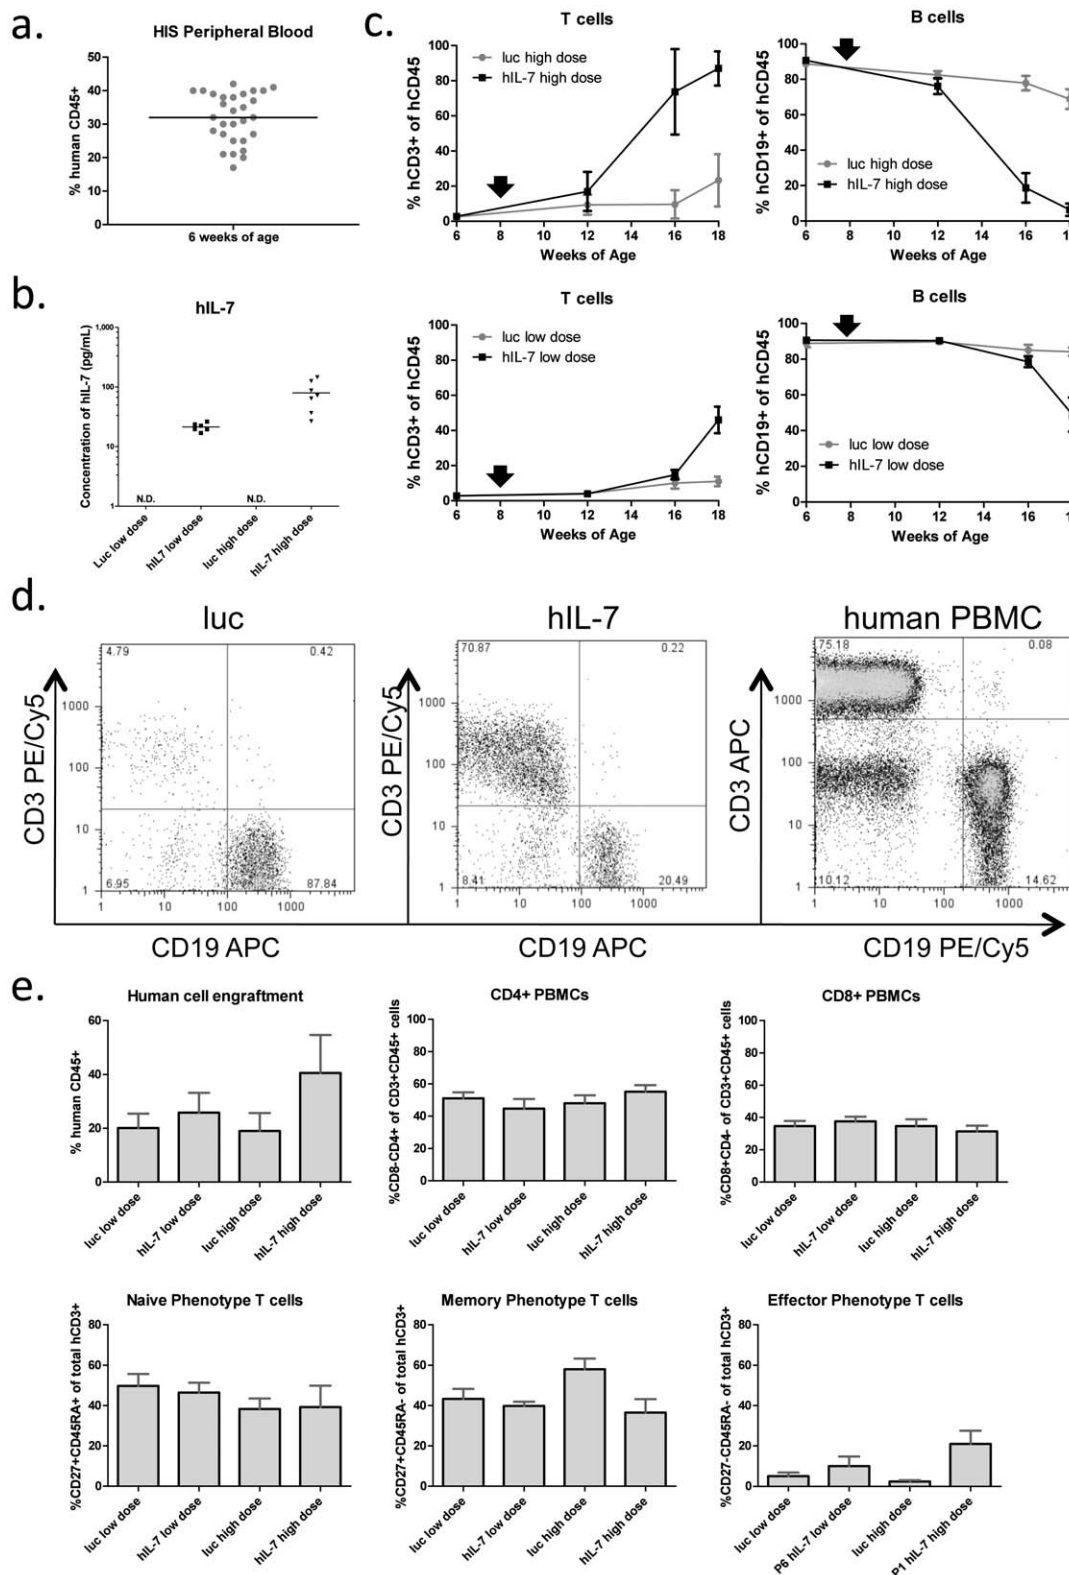 a.
HIS Peripheral Blood
% human CD45+
50
40
30
20
10
0
6 weeks of age
b.
hIL-7
Concentration of hIL-7 (pg/mL)
1,000
100
10
1
N.D.
N.D.
Luc low dose
hIL7 low dose
luc high dose
hIL-7 high dose
c.
T cells
% hCD3+ of hCD45
100
80
60
40
20
0
luc high dose
hIL-7 high dose
6 8 10 12 14 16 18
Weeks of Age
B cells
% hCD19+ of hCD45
100
80
60
40
20
0
luc high dose
hIL-7 high dose
6 8 10 12 14 16 18
Weeks of Age
T cells
% hCD3+ of hCD45
100
80
60
40
20
0
luc low dose
hIL-7 low dose
6 8 10 12 14 16 18
Weeks of Age
B cells
% hCD19+ of hCD45
100
80
60
40
20
0
luc low dose
hIL-7 low dose
6 8 10 12 14 16
Weeks of Age
d.
luc
4.79 0.42
1000
100
10
1
6.95 87.84
1 10 100 1000
CD3 PE/Cy5
CD19 APC
hIL-7
70.87 0.22
1000
100
10
1
8.41 20.49
1 10 100 1000
CD3 PE/Cy5
CD19 APC
human PBMC
75.18 0.08
1000
100
10
1
10.12 14.62
1 10 100 1000
CD3 APC
CD19 PE/Cy5
e.
Human cell engraftment
% human CD45+
60
40
20
0
luc low dose
hIL-7 low dose
luc high dose
hIL-7 high dose
CD4+ PBMCs
%CD8-CD4+ of CD3+CD45+ cells
100
80
60
40
20
0
luc low dose
hIL-7 low dose
luc high dose
hIL-7 high dose
CD8+ PBMCs
%CD8+CD4- of CD3+CD45+ cells
100
80
60
40
20
0
luc low dose
hIL-7 low dose
luc high dose
hIL-7 high dose
Naive Phenotype T cells
%CD27+CD45RA+ of total hCD3+
80
60
40
20
0
luc low dose
hIL-7 low dose
luc high dose
hIL-7 high dose
Memory Phenotype T cells
%CD27+CD45RA- of total hCD3+
80
60
40
20
0
luc low dose
hIL-7 low dose
luc high dose
hIL-7 high dose
Effector Phenotype T cells
%CD27-CD45RA- of total hCD3+
80
60
40
20
0
luc low dose
P6 hIL-7 low dose
luc high dose
P1 hIL-7 high dose